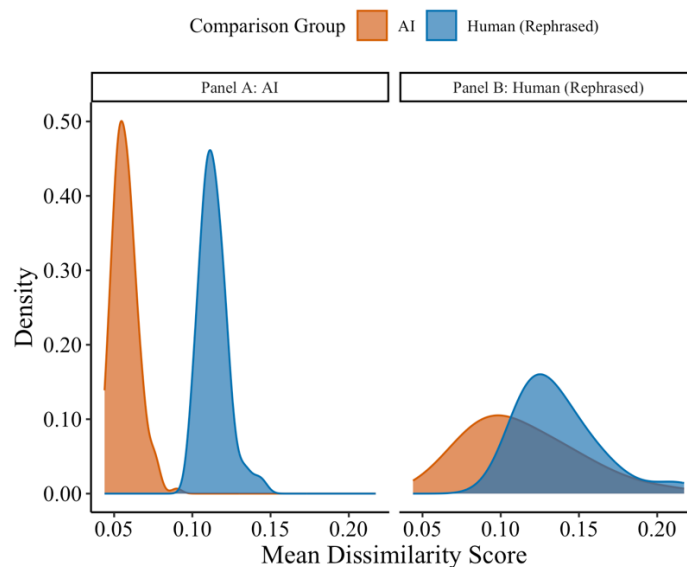 Comparison Group AI Human (Rephrased)
Panel A: AI Panel B: Human (Rephrased)
0.50
0.40
0.30
0.20
0.10
0.00
Density
0.05 0.10 0.15 0.20 0.05 0.10 0.15 0.20
Mean Dissimilarity Score